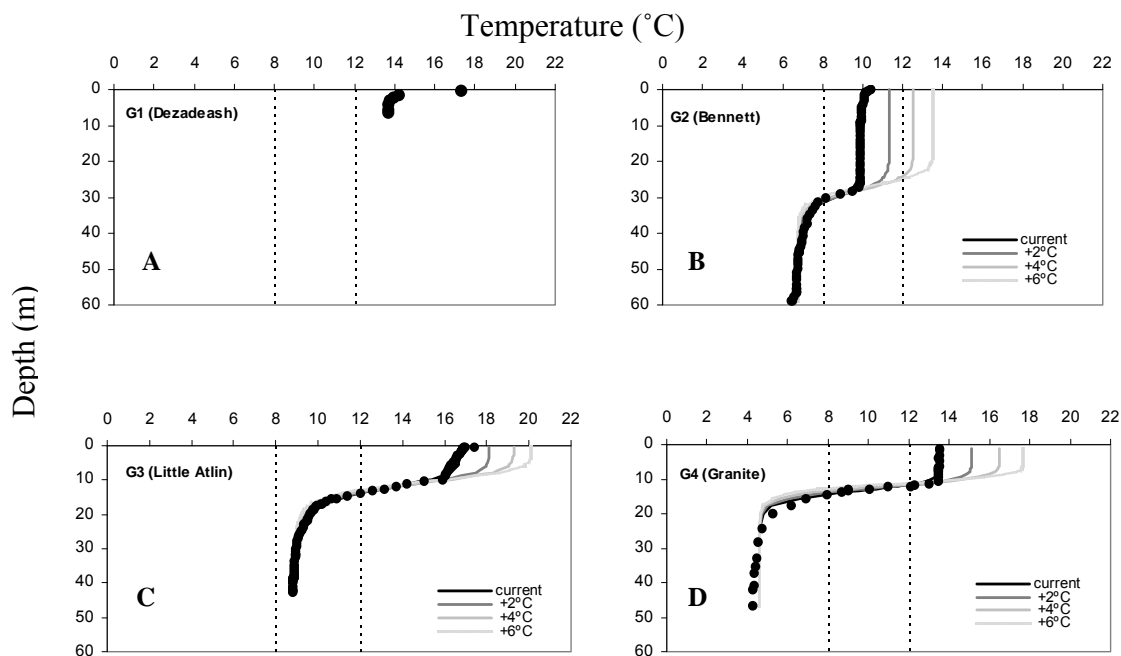 Temperature (˚C)
0 2 4 6 8 10 12 14 16 18 20 22
0
10
20
30
40
50
60
G1 (Dezadeash)
A
0 2 4 6 8 10 12 14 16 18 20 22
0
10
20
30
40
50
60
G2 (Bennett)
B
current
+2ºC
+4ºC
+6ºC
Depth (m)
0 2 4 6 8 10 12 14 16 18 20 22
0
10
20
30
40
50
60
G3 (Little Atlin)
C
current
+2ºC
+4ºC
+6ºC
0 2 4 6 8 10 12 14 16 18 20 22
0
10
20
30
40
50
60
G4 (Granite)
D
current
+2ºC
+4ºC
+6ºC